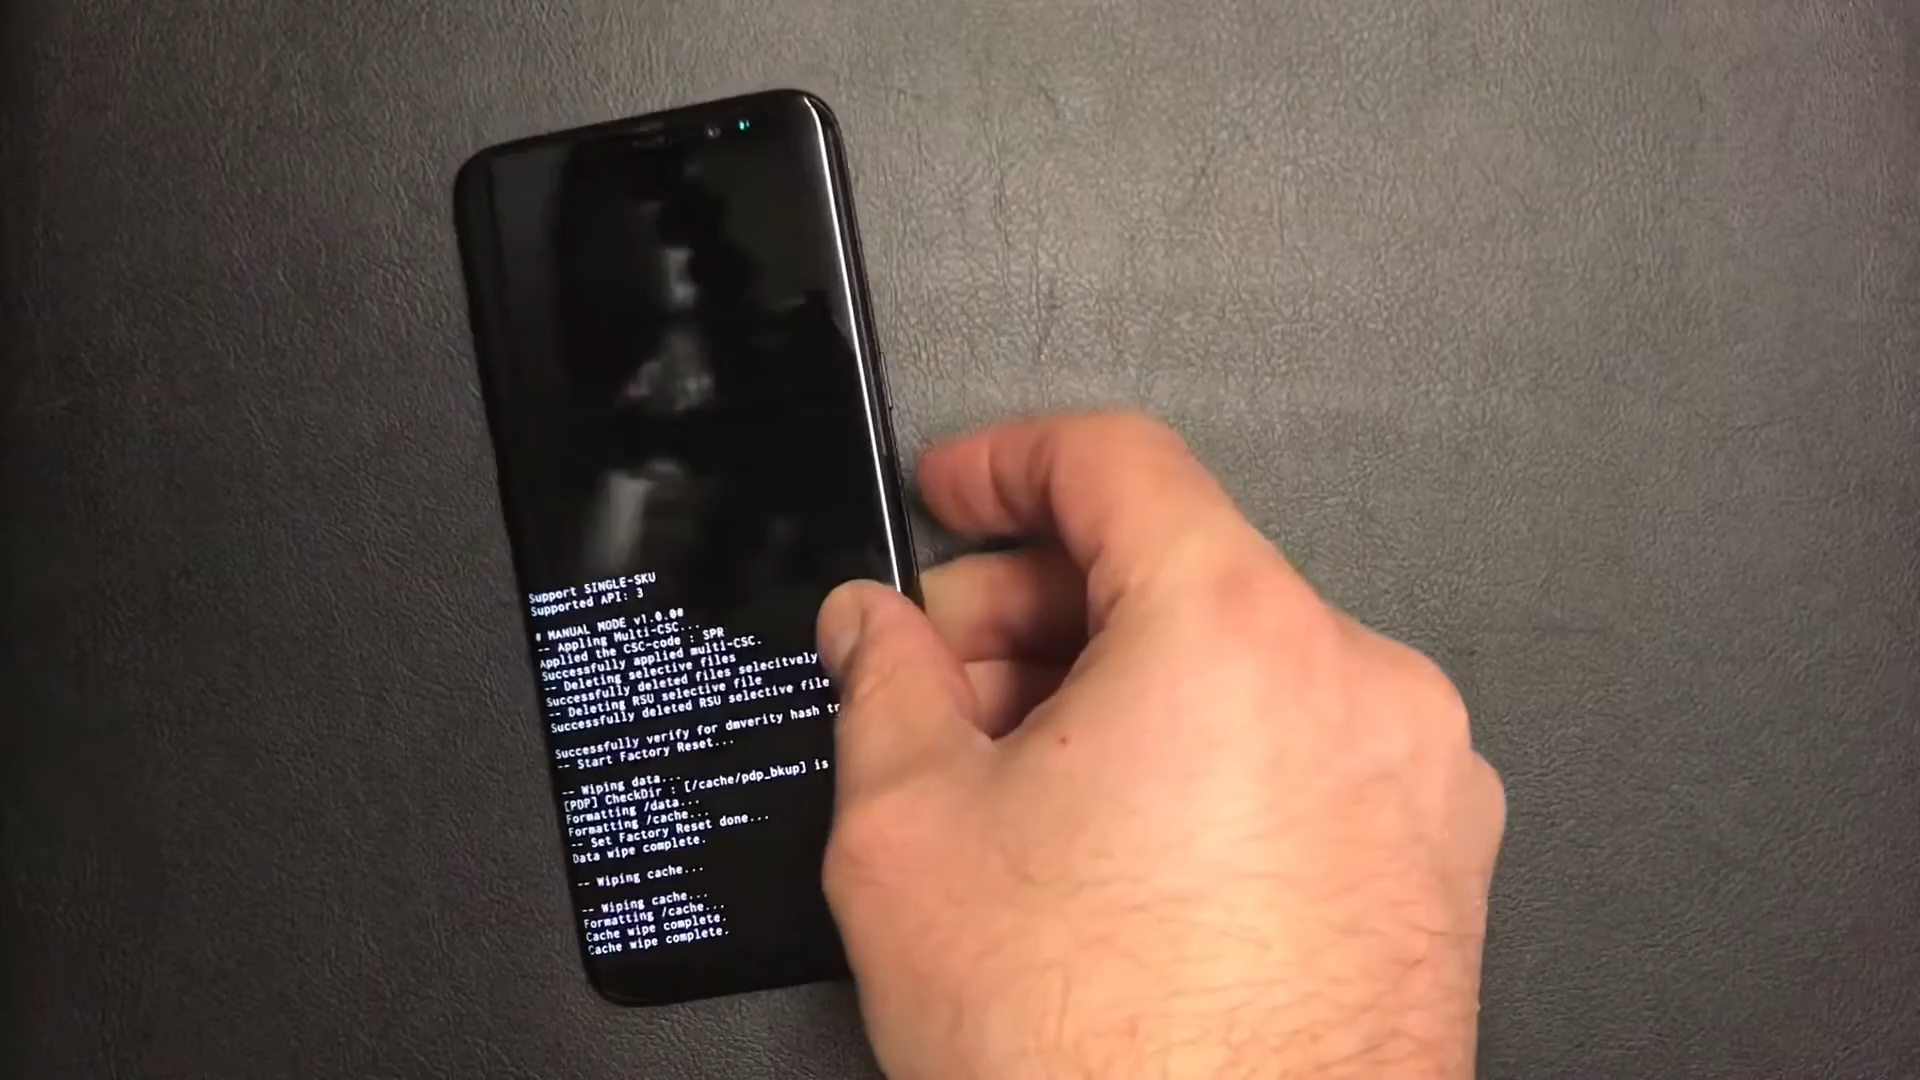 Support SINGLE-SKU
Supported API: 3
# MANUAL MODE v1.0.0#
-- Appling Multi-CSC...
Applied the CSC-code : SPR
Successfully applied multi-CSC.
-- Deleting selective files
Successfully deleted files selecitvely
-- Deleting RSU selective file
Successfully deleted RSU selective file
Successfully verify for dmverity hash tr
-- Start Factory Reset...
-- Wiping data...
[PDP] CheckDir : [/cache/pdp_bkup] is
Formatting /data...
Formatting /cache...
-- Set Factory Reset done...
Data wipe complete.
-- Wiping cache...
-- Wiping cache...
Formatting /cache...
Cache wipe complete.
Cache wipe complete.